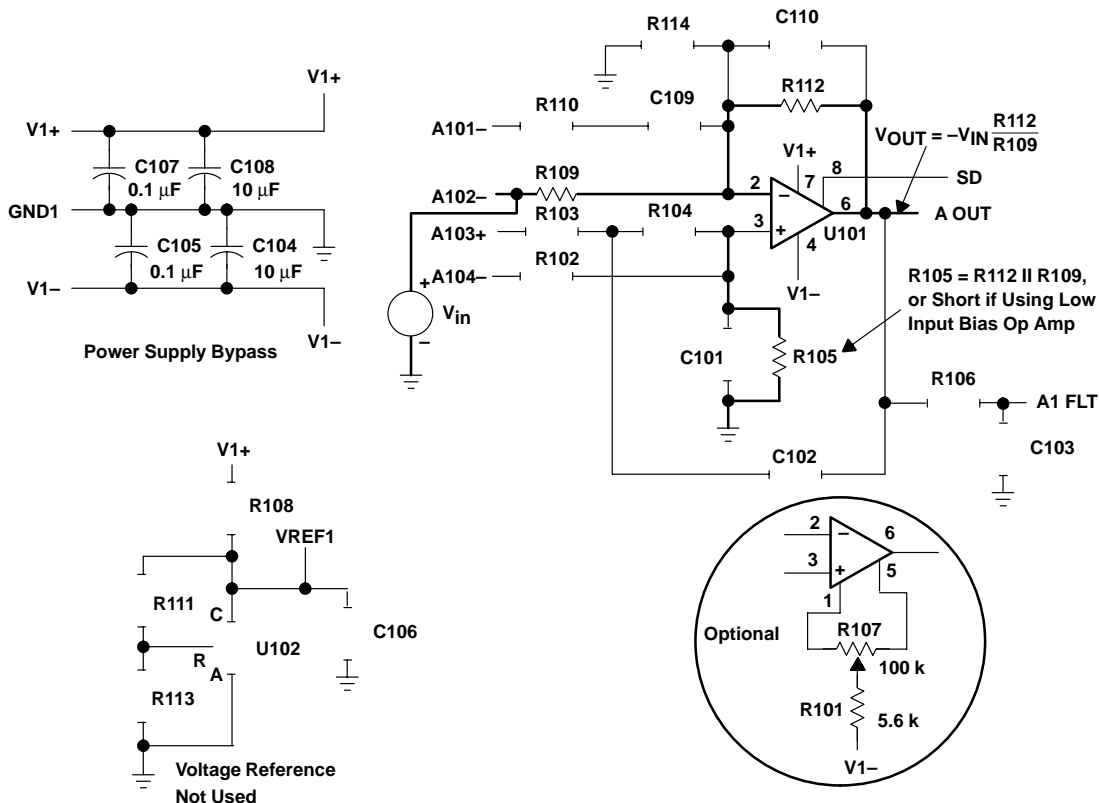 V1+
V1+
C107
0.1 µF
C108
10 µF
GND1
C105
0.1 µF
C104
10 µF
V1–
V1–
Power Supply Bypass
R114
C110
R110
C109
R112
A101–
VOUT = –VIN R112
R109
A102–
R109
V1+
2
–
7
8
SD
A103+
R103
R104
3
+
6
A OUT
U101
4
A104–
R102
V1–
+
Vin
–
R105 = R112 II R109,
or Short if Using Low
Input Bias Op Amp
C101
R105
R106
A1 FLT
C103
C102
V1+
R108
VREF1
R111
C
U102
C106
R
A
R113
Voltage Reference
Not Used
2
–
6
3
+
5
1
Optional
R107
100 k
R101
5.6 k
V1–